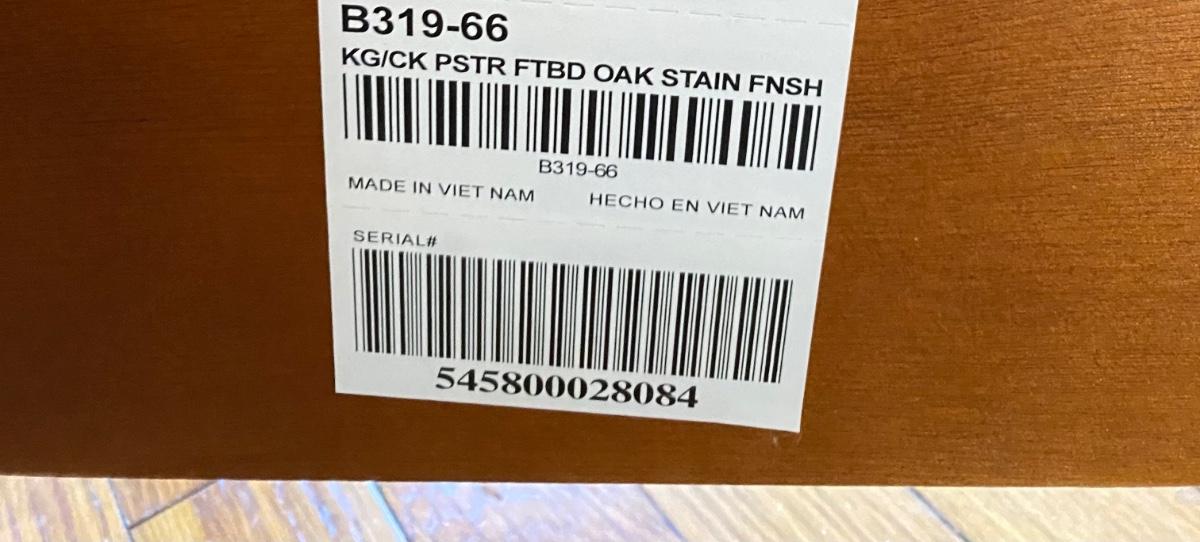 B319-66
KG/CK PSTR FTBD OAK STAIN FNSH
B319-66
MADE IN VIET NAM HECHO EN VIET NAM
SERIAL#
545800028084